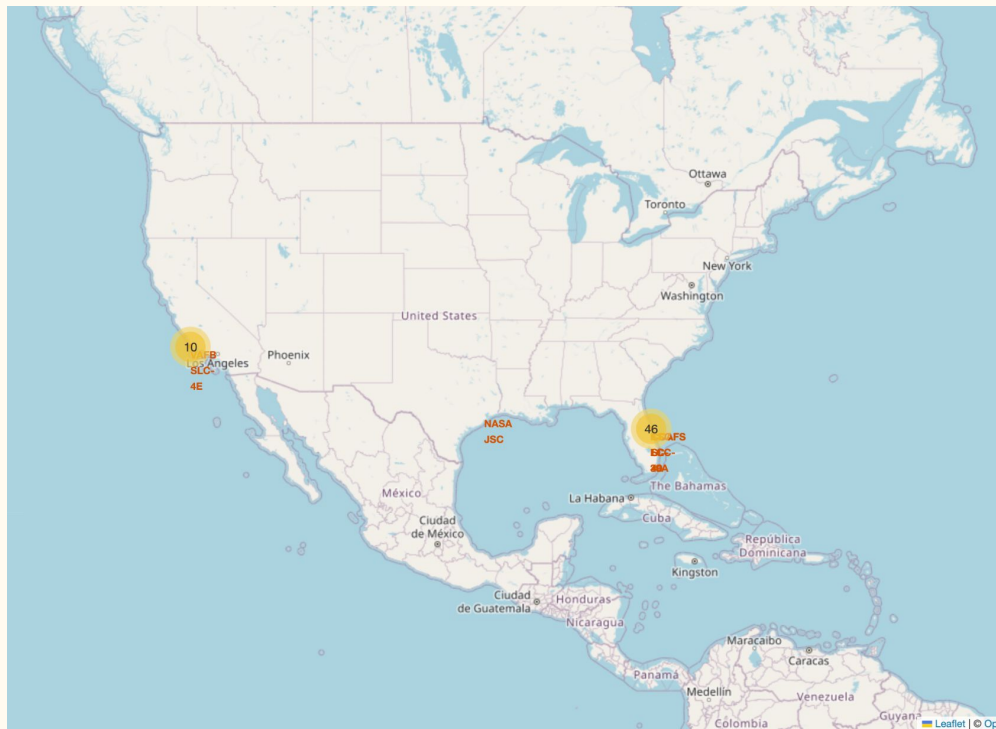 Ottawa
Toronto
New York
Washington
United States
10
Los Angeles
SLC-
4E
Phoenix
NASA
JSC
46
The Bahamas
La Habana
Cuba
México
Ciudad
de México
República
Dominicana
Kingston
Ciudad
de Guatemala
Honduras
Nicaragua
Maracaibo
Caracas
Panamá
Medellín
Venezuela
Guyana
Colombia
Leaflet | © Op